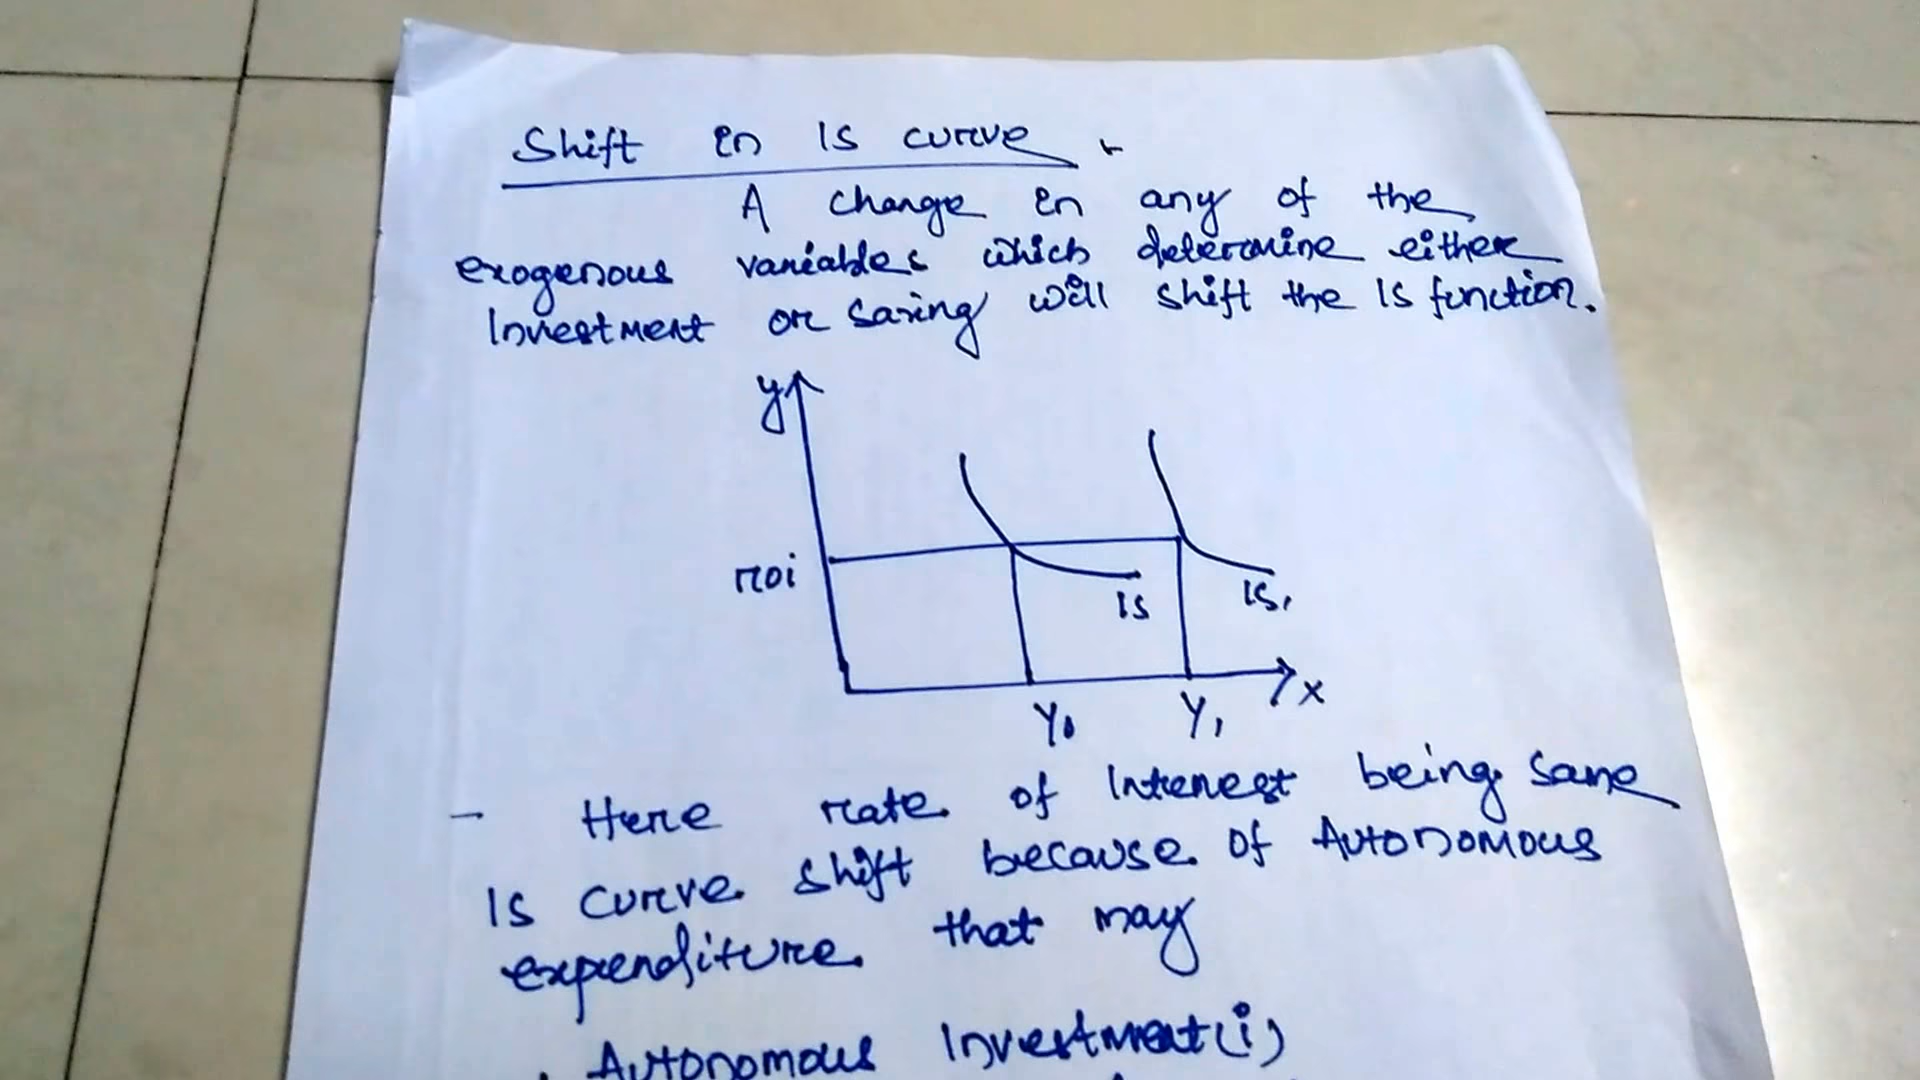 Shift in IS curve -
A change in any of the
exogenous variables which determine either
Investment or saving will shift the IS function.
y
roi
IS
IS₁
x
Y₀
Y₁
- Here rate of Interest being same
IS curve shift because of Autonomous
expenditure that may
Autonomous Investment (i)